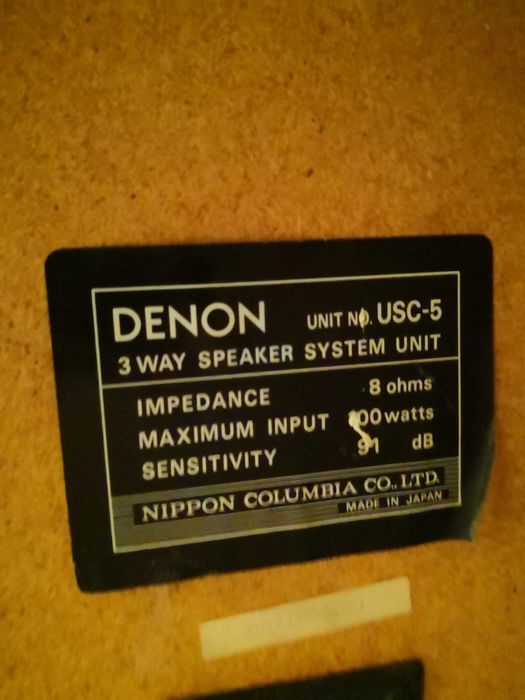 DENON UNIT NO. USC-5
3 WAY SPEAKER SYSTEM UNIT
IMPEDANCE 8 ohms
MAXIMUM INPUT 100 watts
SENSITIVITY 91 dB
NIPPON COLUMBIA CO., LTD.
MADE IN JAPAN